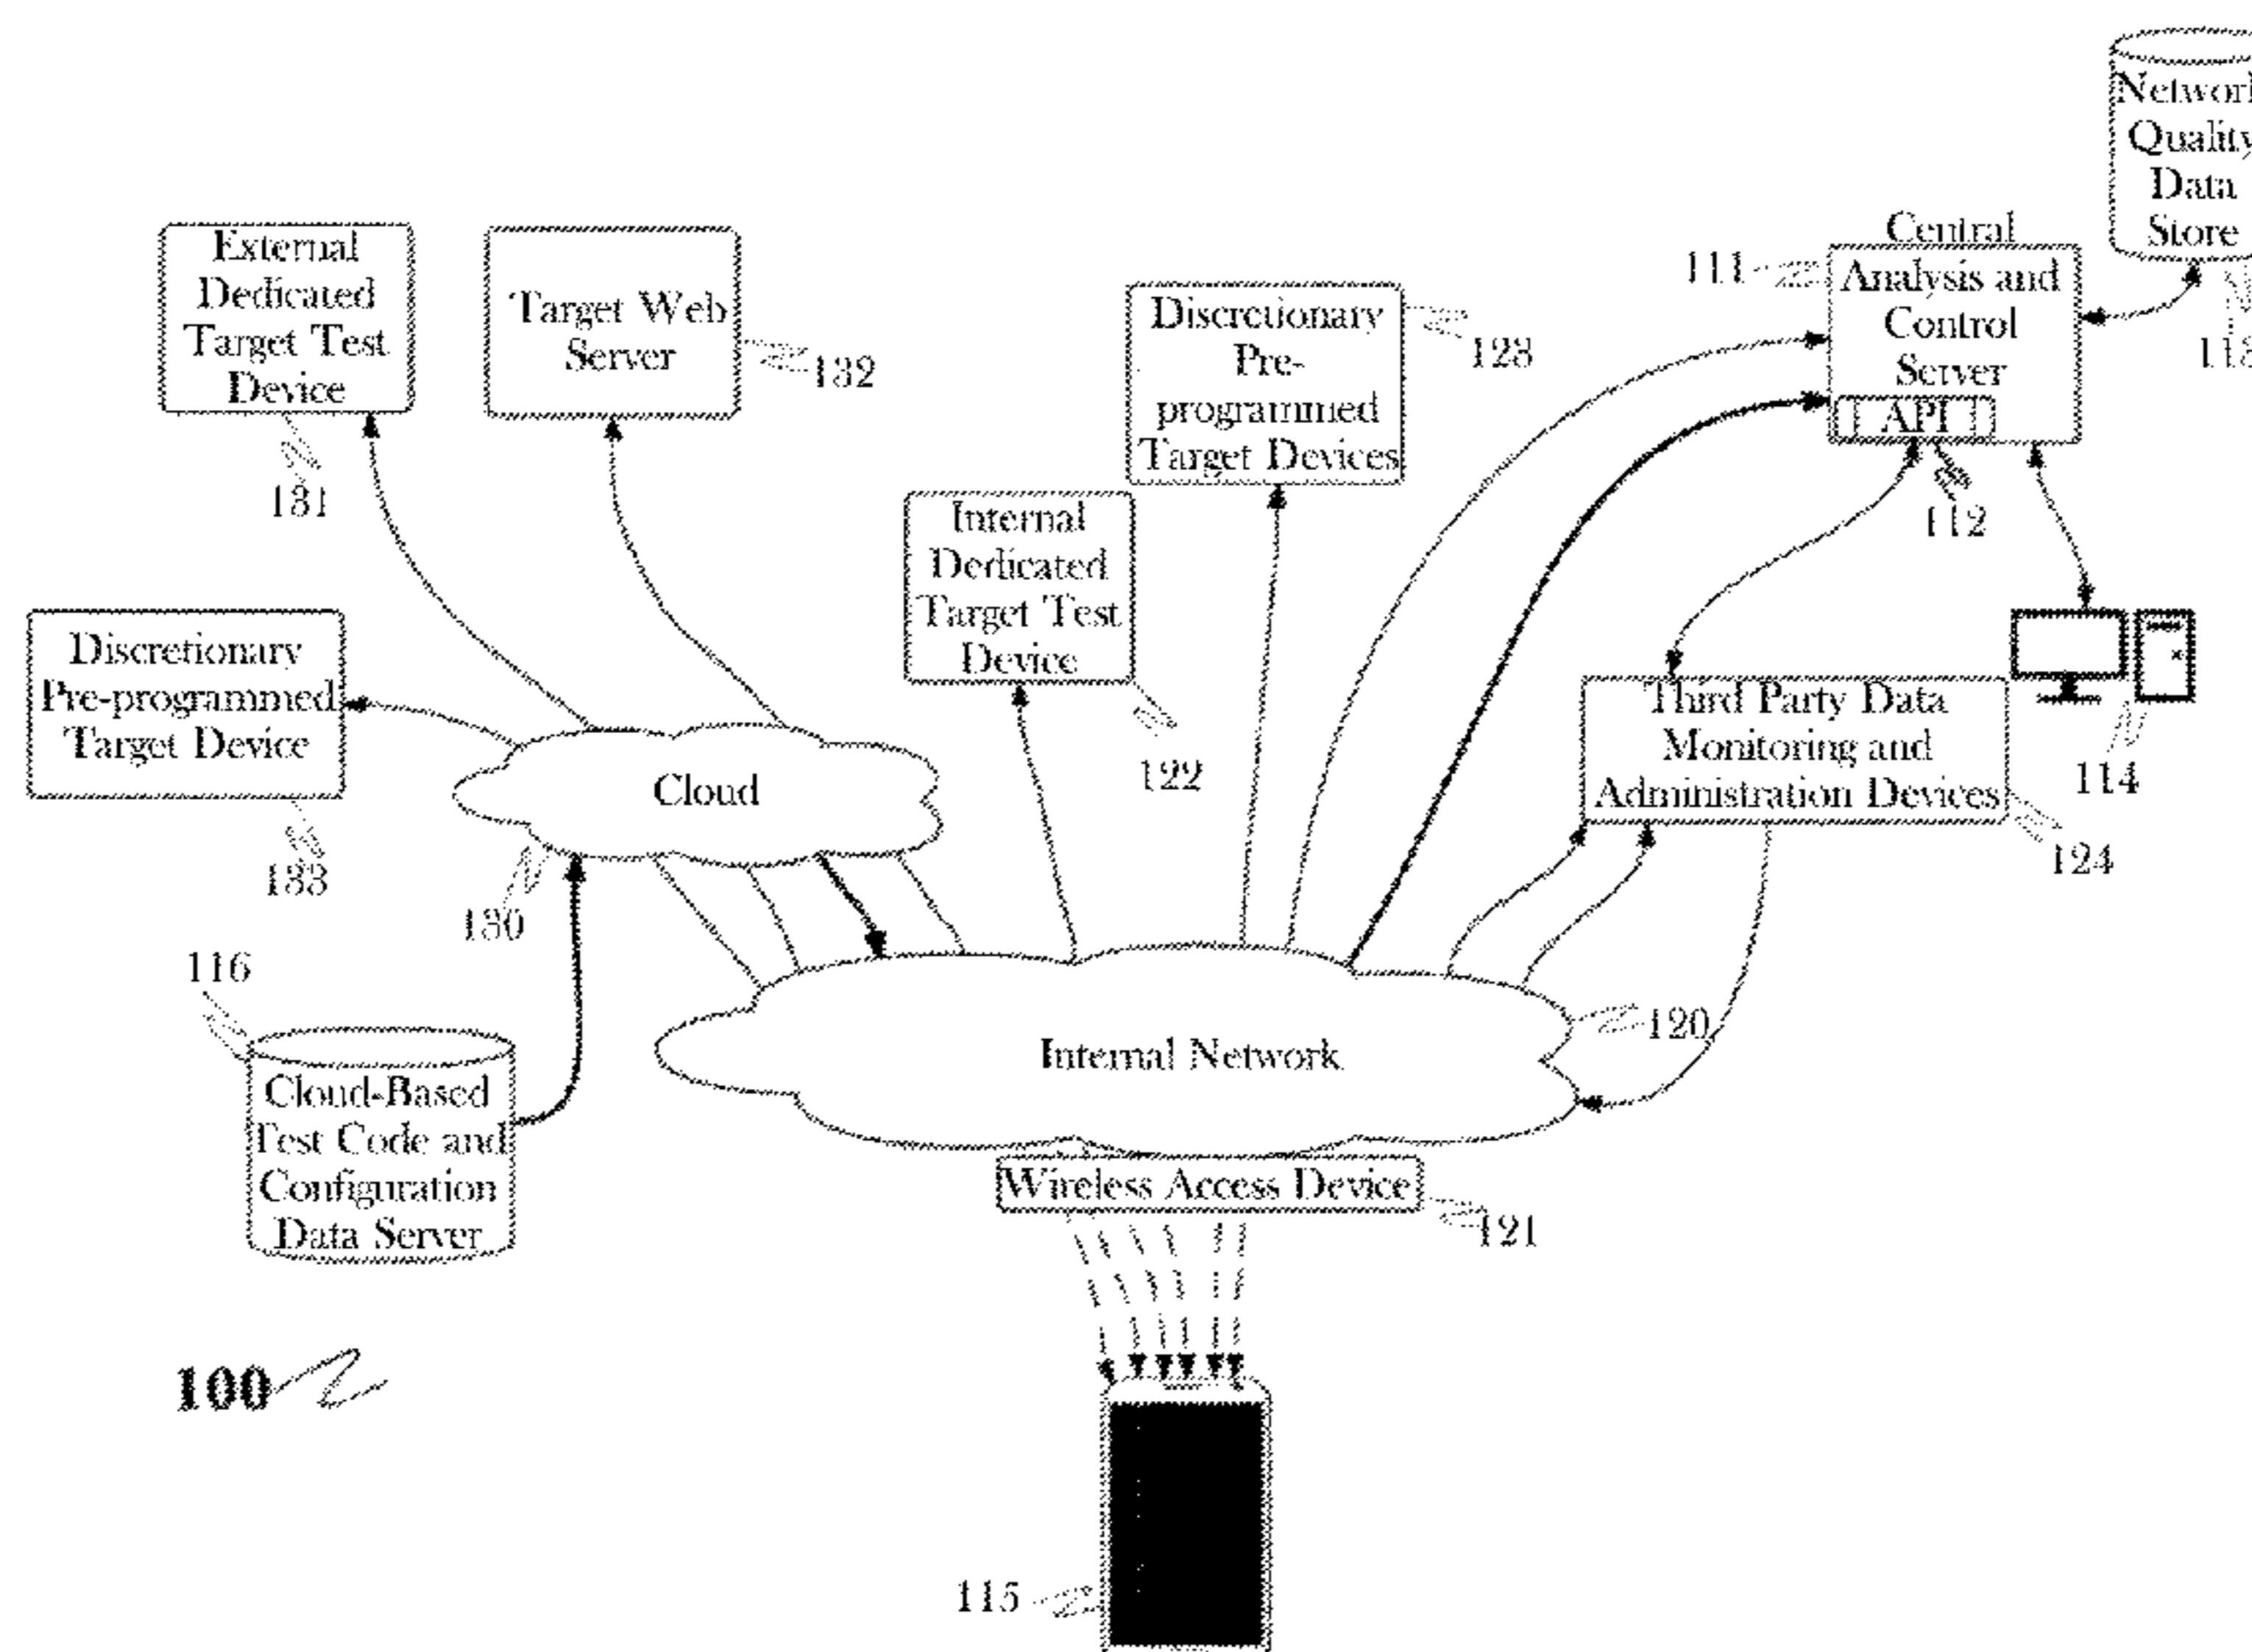 Network
Quality
Data
Store
113
External
Dedicated
Target Test
Device
131
Target Web
Server
132
Discretionary
Pre-
programmed
Target Devices
123
111
Central
Analysis and
Control
Server
API
112
Internal
Dedicated
Target Test
Device
122
Discretionary
Pre-programmed
Target Device
133
Cloud
130
Third Party Data
Monitoring and
Administration Devices
114
124
116
Cloud-Based
Test Code and
Configuration
Data Server
Internal Network
120
Wireless Access Device
121
100
115